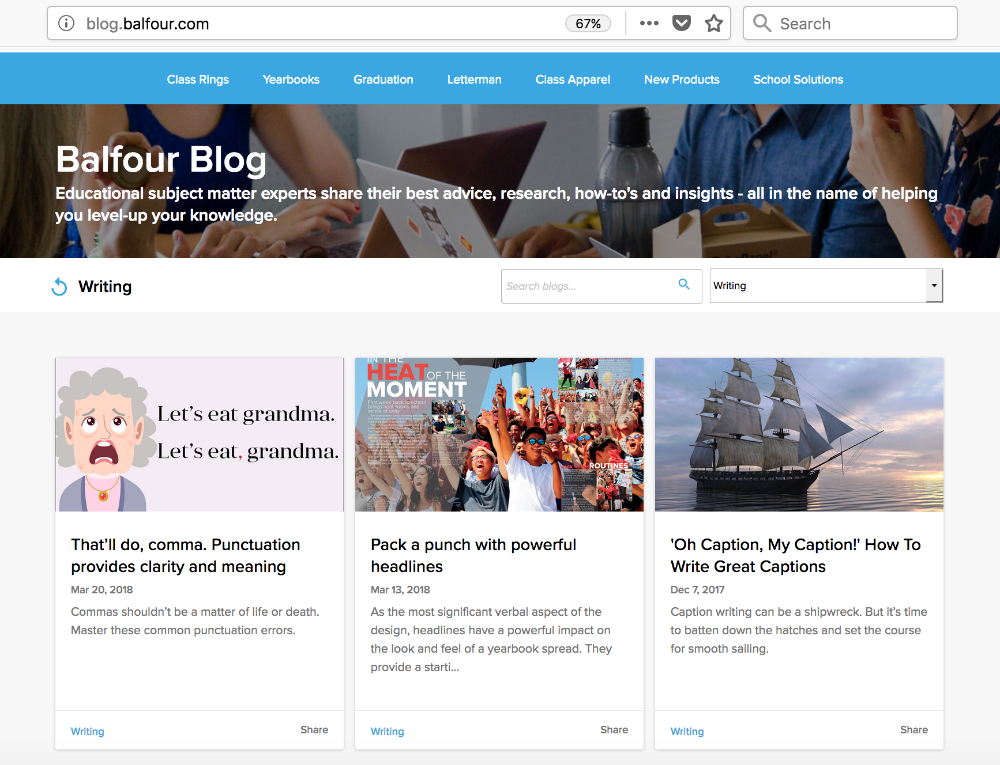 blog.balfour.com
67%
Search
Class Rings Yearbooks Graduation Letterman Class Apparel New Products School Solutions
Balfour Blog
Educational subject matter experts share their best advice, research, how-to's and insights - all in the name of helping
you level-up your knowledge.
Writing
Search blogs...
Writing
Let's eat grandma.
Let's eat, grandma.
That’ll do, comma. Punctuation
provides clarity and meaning
Mar 20, 2018
Commas shouldn’t be a matter of life or death.
Master these common punctuation errors.
Writing
Share
IN THE
HEAT OF THE
MOMENT
First week back to school
brings heat waves and
sense of unity
BACK TO THE ROUTINES
Pack a punch with powerful
headlines
Mar 13, 2018
As the most significant verbal aspect of the
design, headlines have a powerful impact on
the look and feel of a yearbook spread. They
provide a starti...
Writing
Share
'Oh Caption, My Caption!' How To
Write Great Captions
Dec 7, 2017
Caption writing can be a shipwreck. But it’s time
to batten down the hatches and set the course
for smooth sailing.
Writing
Share